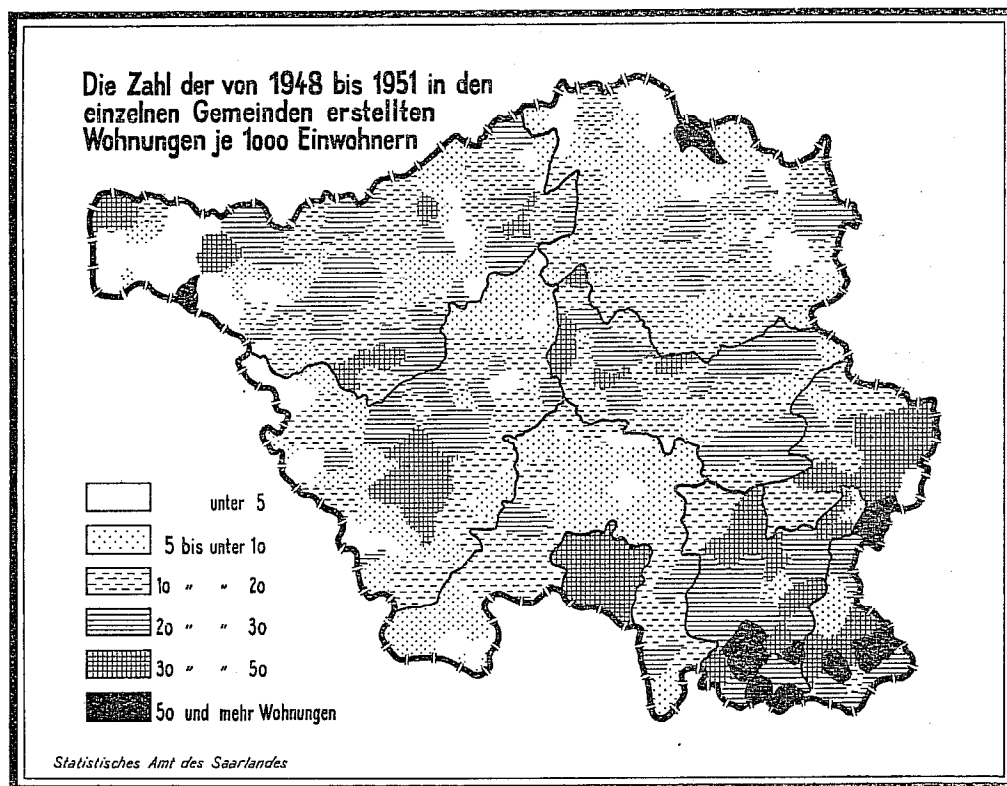 Die Zahl der von 1948 bis 1951 in den
einzelnen Gemeinden erstellten
Wohnungen je 1000 Einwohnern
unter 5
5 bis unter 10
10 " " 20
20 " " 30
30 " " 50
50 und mehr Wohnungen
Statistisches Amt des Saarlandes